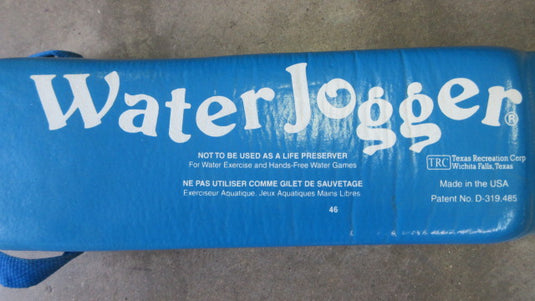 Water Jogger®
NOT TO BE USED AS A LIFE PRESERVER
For Water Exercise and Hands-Free Water Games
NE PAS UTILISER COMME GILET DE SAUVETAGE
Exerciseur Aquatique. Jeux Aquatiques Mains Libres.
46
TRC Texas Recreation Corp
Wichita Falls, Texas
Made in the USA
Patent No. D-319,485